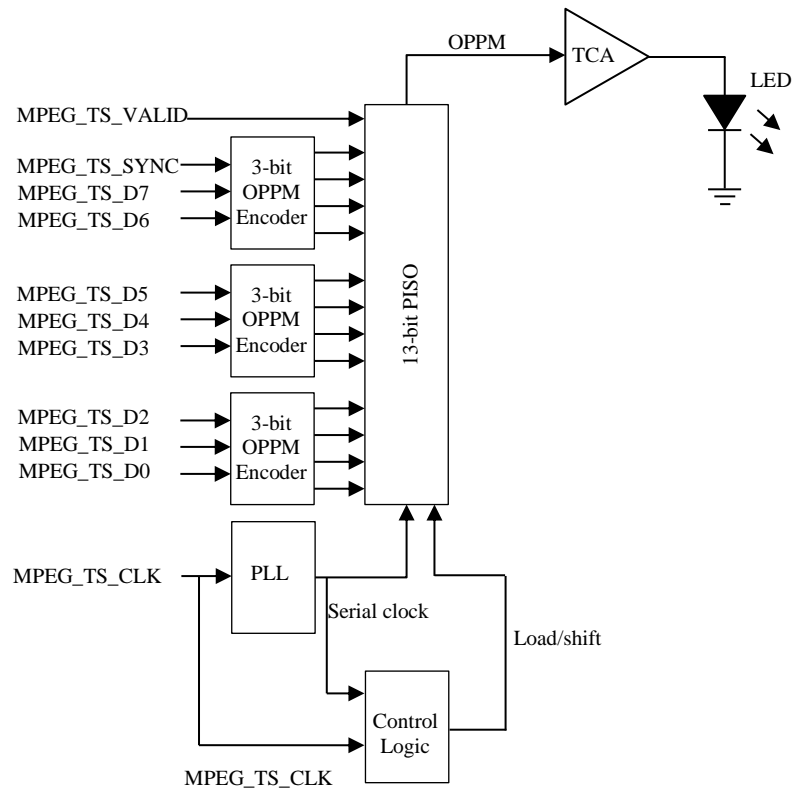 OPPM
TCA
LED
MPEG_TS_VALID
MPEG_TS_SYNC
MPEG_TS_D7
MPEG_TS_D6
3-bit
OPPM
Encoder
MPEG_TS_D5
MPEG_TS_D4
MPEG_TS_D3
3-bit
OPPM
Encoder
13-bit PISO
MPEG_TS_D2
MPEG_TS_D1
MPEG_TS_D0
3-bit
OPPM
Encoder
MPEG_TS_CLK
PLL
Serial clock
Load/shift
Control
Logic
MPEG_TS_CLK